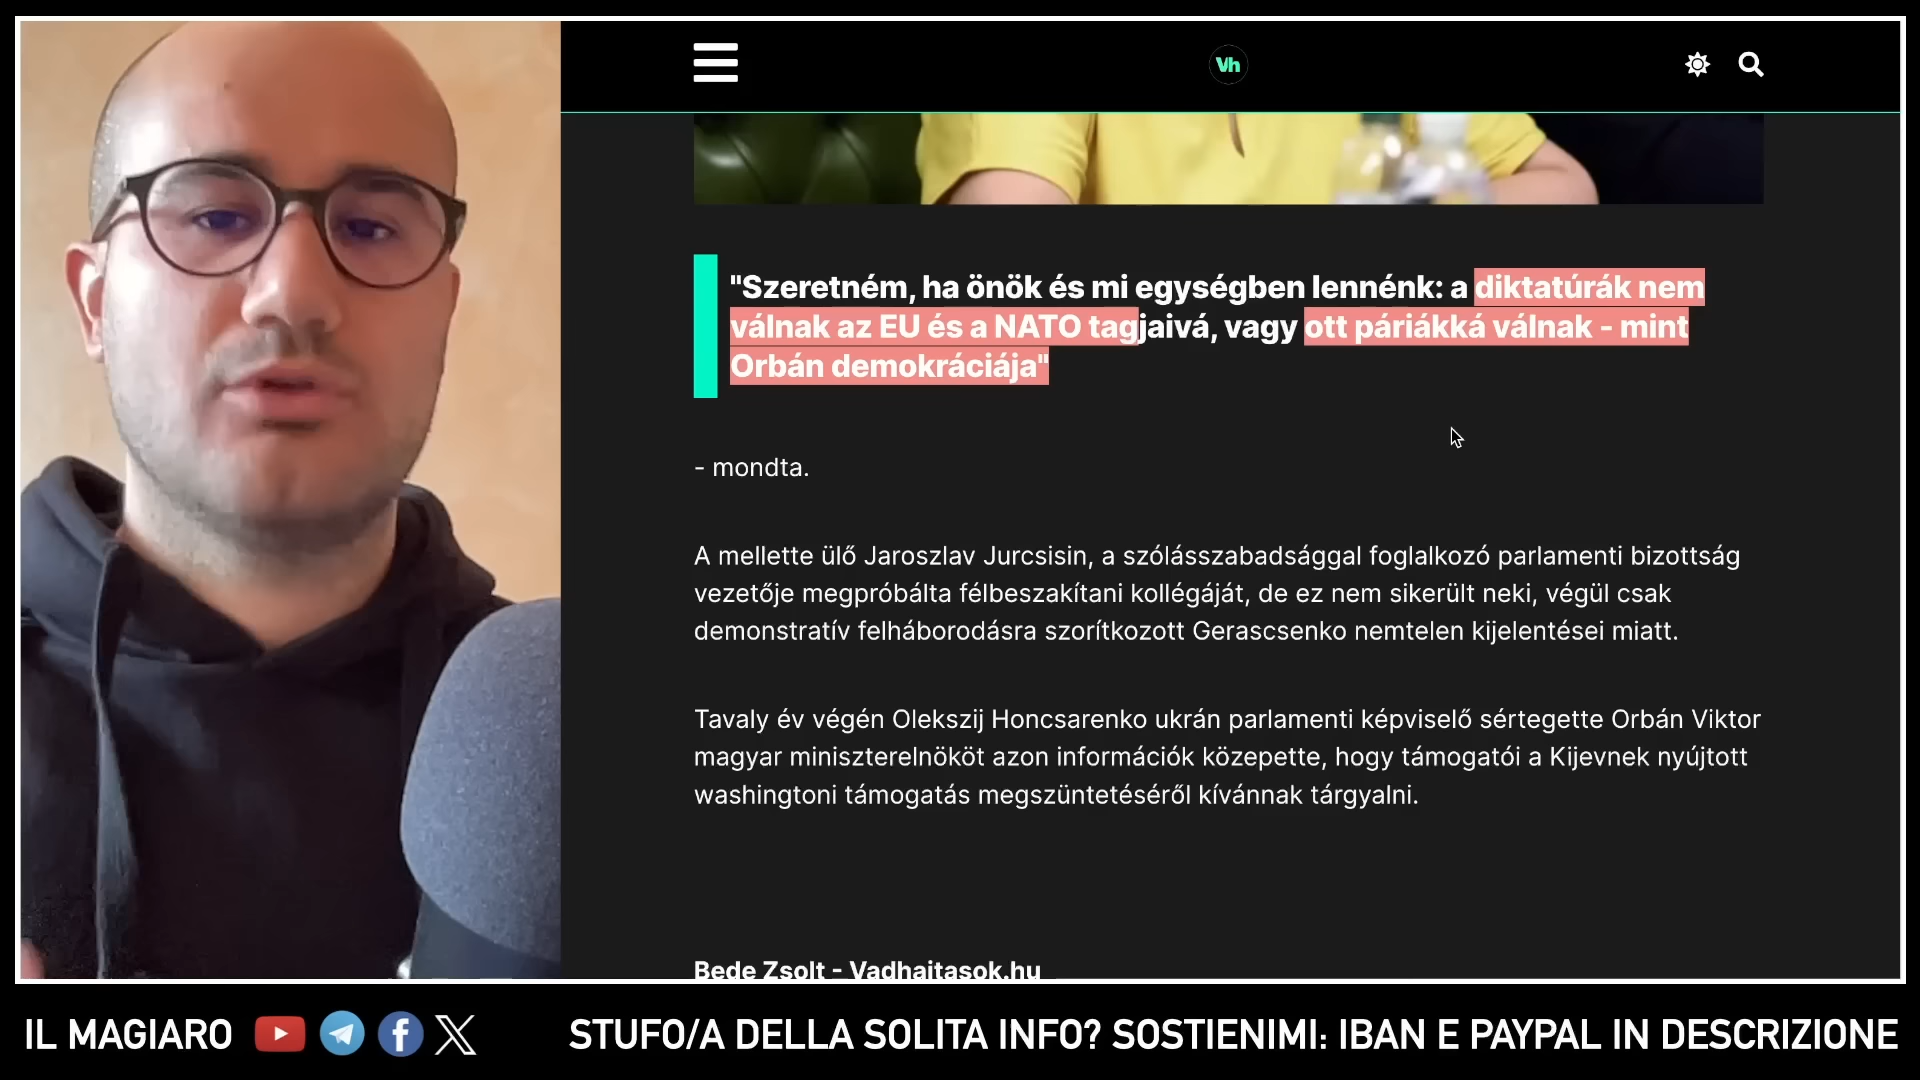 Vh
"Szeretném, ha önök és mi egységben lennénk: a diktatúrák nem
válnak az EU és a NATO tagjaivá, vagy ott páriákká válnak - mint
Orbán demokráciája"
- mondta.
A mellette ülő Jaroszlav Jurcsisin, a szólásszabadsággal foglalkozó parlamenti bizottság
vezetője megpróbálta félbeszakítani kollégáját, de ez nem sikerült neki, végül csak
demonstratív felháborodásra szorítkozott Gerascsenko nemtelen kijelentései miatt.
Tavaly év végén Olekszij Honcsarenko ukrán parlamenti képviselő sértegette Orbán Viktor
magyar miniszterelnököt azon információk közepette, hogy támogatói a Kijevnek nyújtott
washingtoni támogatás megszüntetéséről kívánnak tárgyalni.
Bede Zsolt - Vadhajtasok.hu
IL MAGIARO
STUFO/A DELLA SOLITA INFO? SOSTIENIMI: IBAN E PAYPAL IN DESCRIZIONE